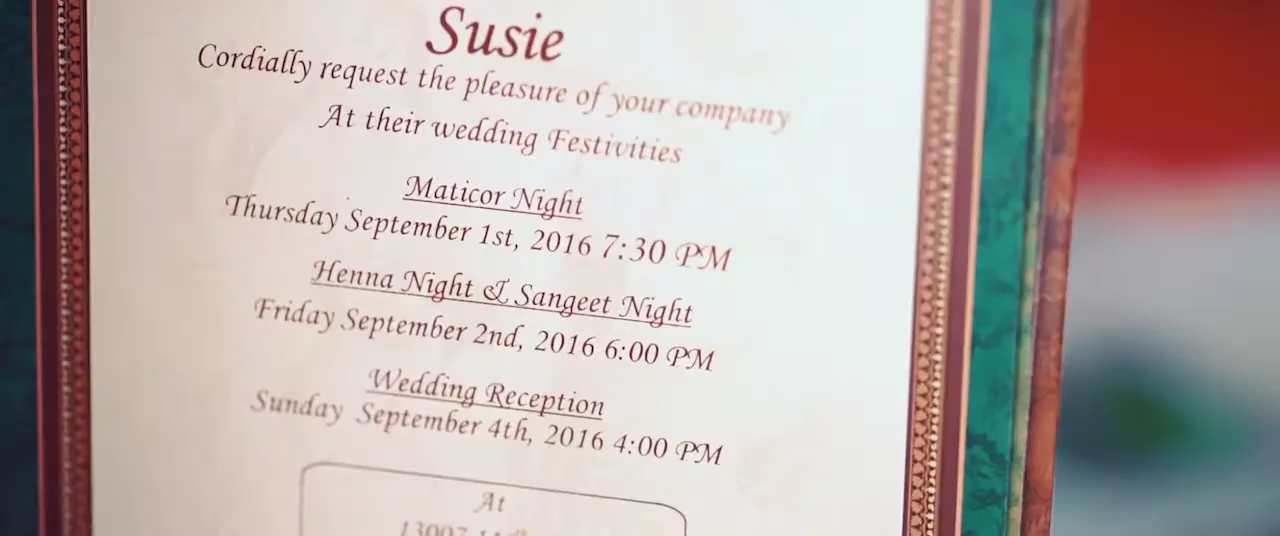 Susie
Cordially request the pleasure of your company
At their wedding Festivities
Maticor Night
Thursday September 1st, 2016 7:30 PM
Henna Night & Sangeet Night
Friday September 2nd, 2016 6:00 PM
Wedding Reception
Sunday September 4th, 2016 4:00 PM
At